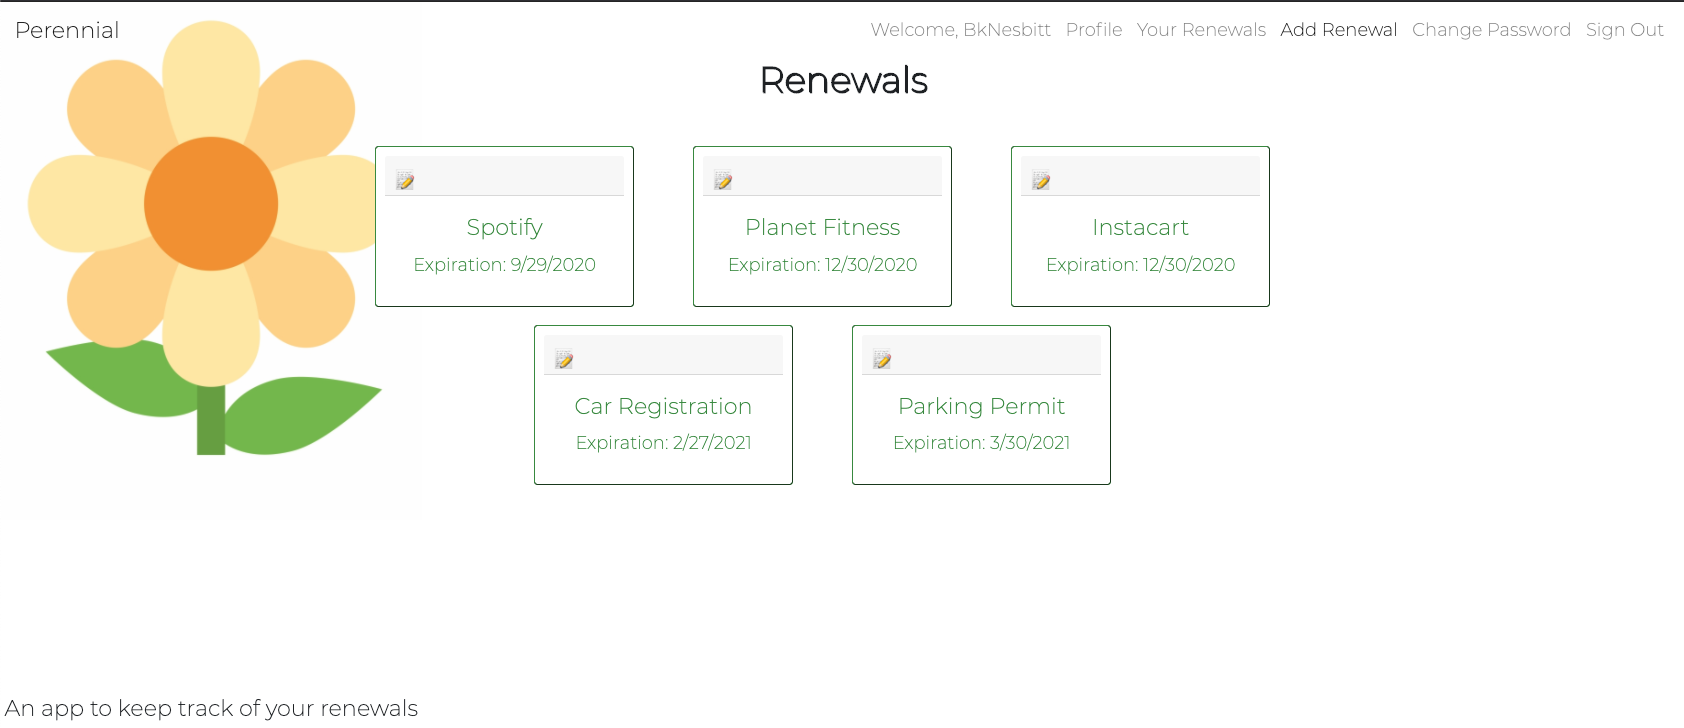 Perennial
Welcome, BkNesbitt Profile Your Renewals Add Renewal Change Password Sign Out
Renewals
Spotify
Expiration: 9/29/2020
Planet Fitness
Expiration: 12/30/2020
Instacart
Expiration: 12/30/2020
Car Registration
Expiration: 2/27/2021
Parking Permit
Expiration: 3/30/2021
An app to keep track of your renewals